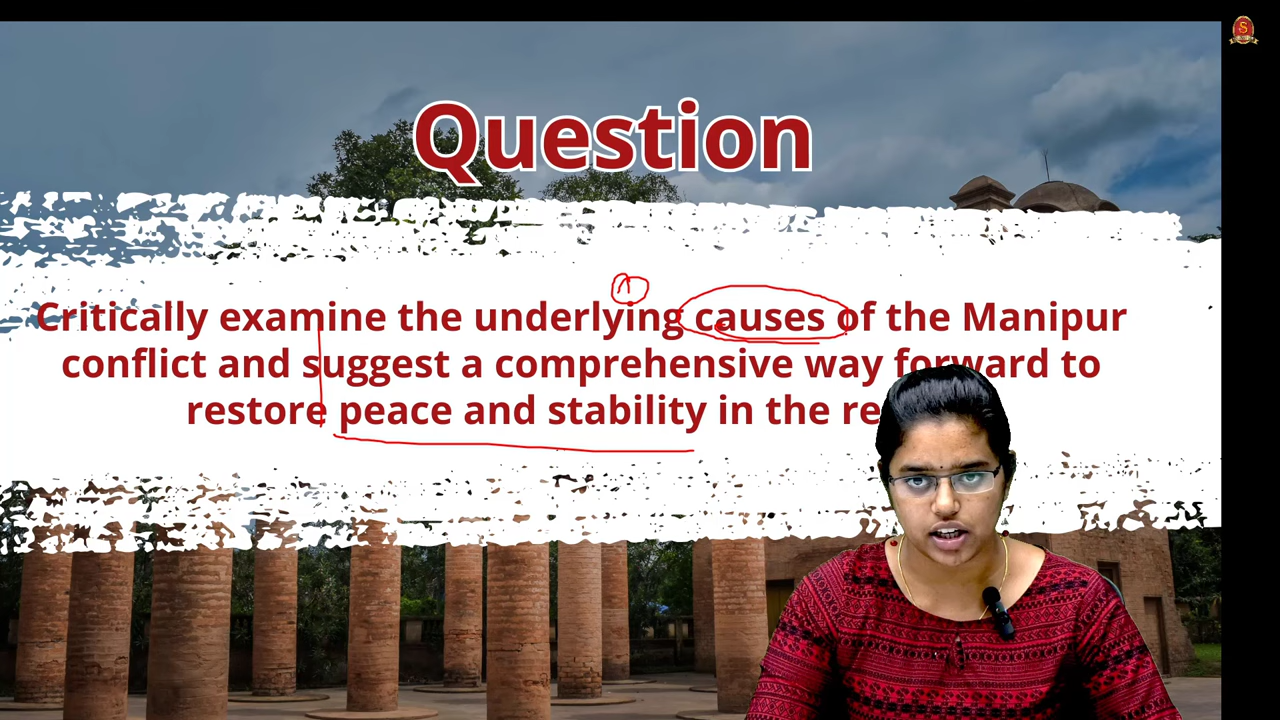 Question
Critically examine the underlying causes of the Manipur
conflict and suggest a comprehensive way forward to
restore peace and stability in the